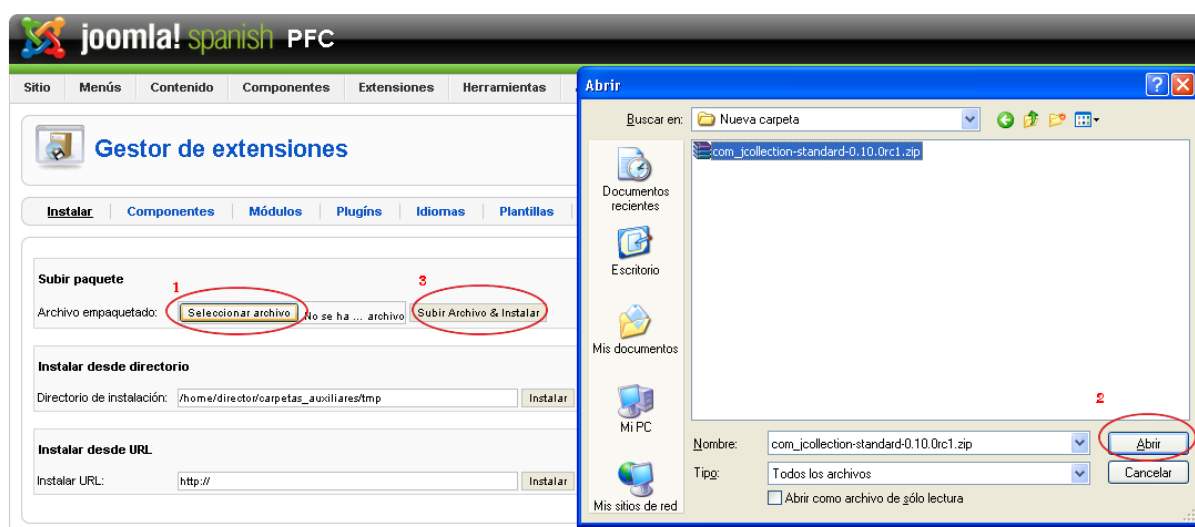 joomla! spanish PFC
Sitio Menús Contenido Componentes Extensiones Herramientas
Gestor de extensiones
Instalar Componentes Módulos Plugíns Idiomas Plantillas
Subir paquete
1
3
Archivo empaquetado: Seleccionar archivo No se ha ... archivo Subir Archivo & Instalar
Instalar desde directorio
Directorio de instalación: /home/director/carpetas_auxiliares/tmp Instalar
Instalar desde URL
Instalar URL: http:// Instalar
Abrir
Buscar en: Nueva carpeta
com_jcollection-standard-0.10.0rc1.zip
Documentos
recientes
Escritorio
Mis documentos
Mi PC
Mis sitios de red
2
Nombre: com_jcollection-standard-0.10.0rc1.zip Abrir
Tipo: Todos los archivos Cancelar
Abrir como archivo de sólo lectura